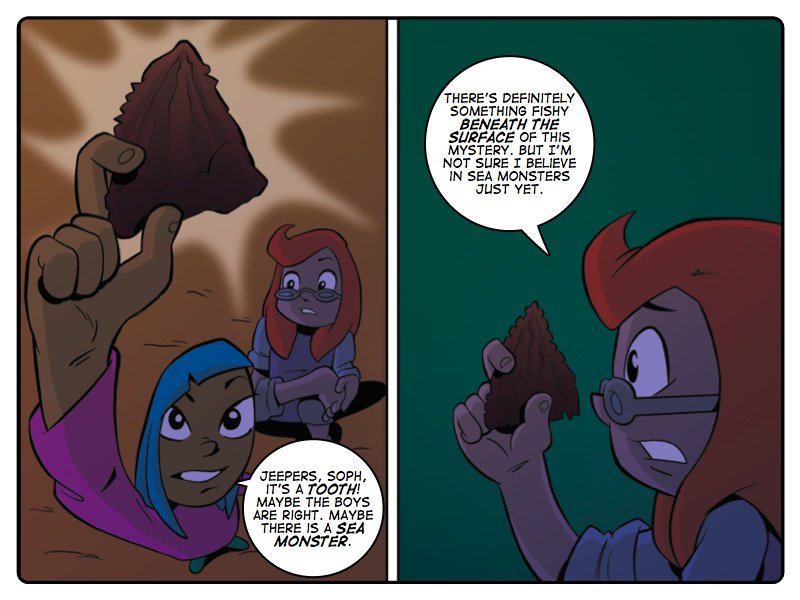 JEEPERS, SOPH,
IT'S A TOOTH!
MAYBE THE BOYS
ARE RIGHT. MAYBE
THERE IS A SEA
MONSTER.
THERE'S DEFINITELY
SOMETHING FISHY
BENEATH THE
SURFACE OF THIS
MYSTERY. BUT I'M
NOT SURE I BELIEVE
IN SEA MONSTERS
JUST YET.